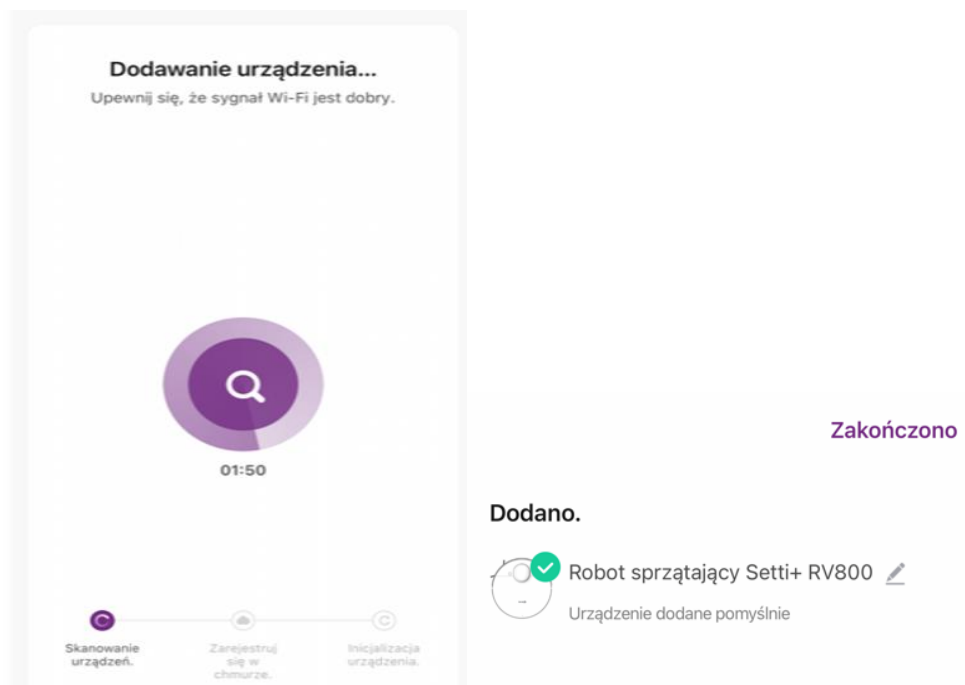 Dodawanie urządzenia...
Upewnij się, że sygnał Wi-Fi jest dobry.
01:50
Skanowanie
urządzeń.
Zarejestruj
się w
chmurze.
Inicjalizacja
urządzenia.
Zakończono
Dodano.
Robot sprzątający Setti+ RV800
Urządzenie dodane pomyślnie